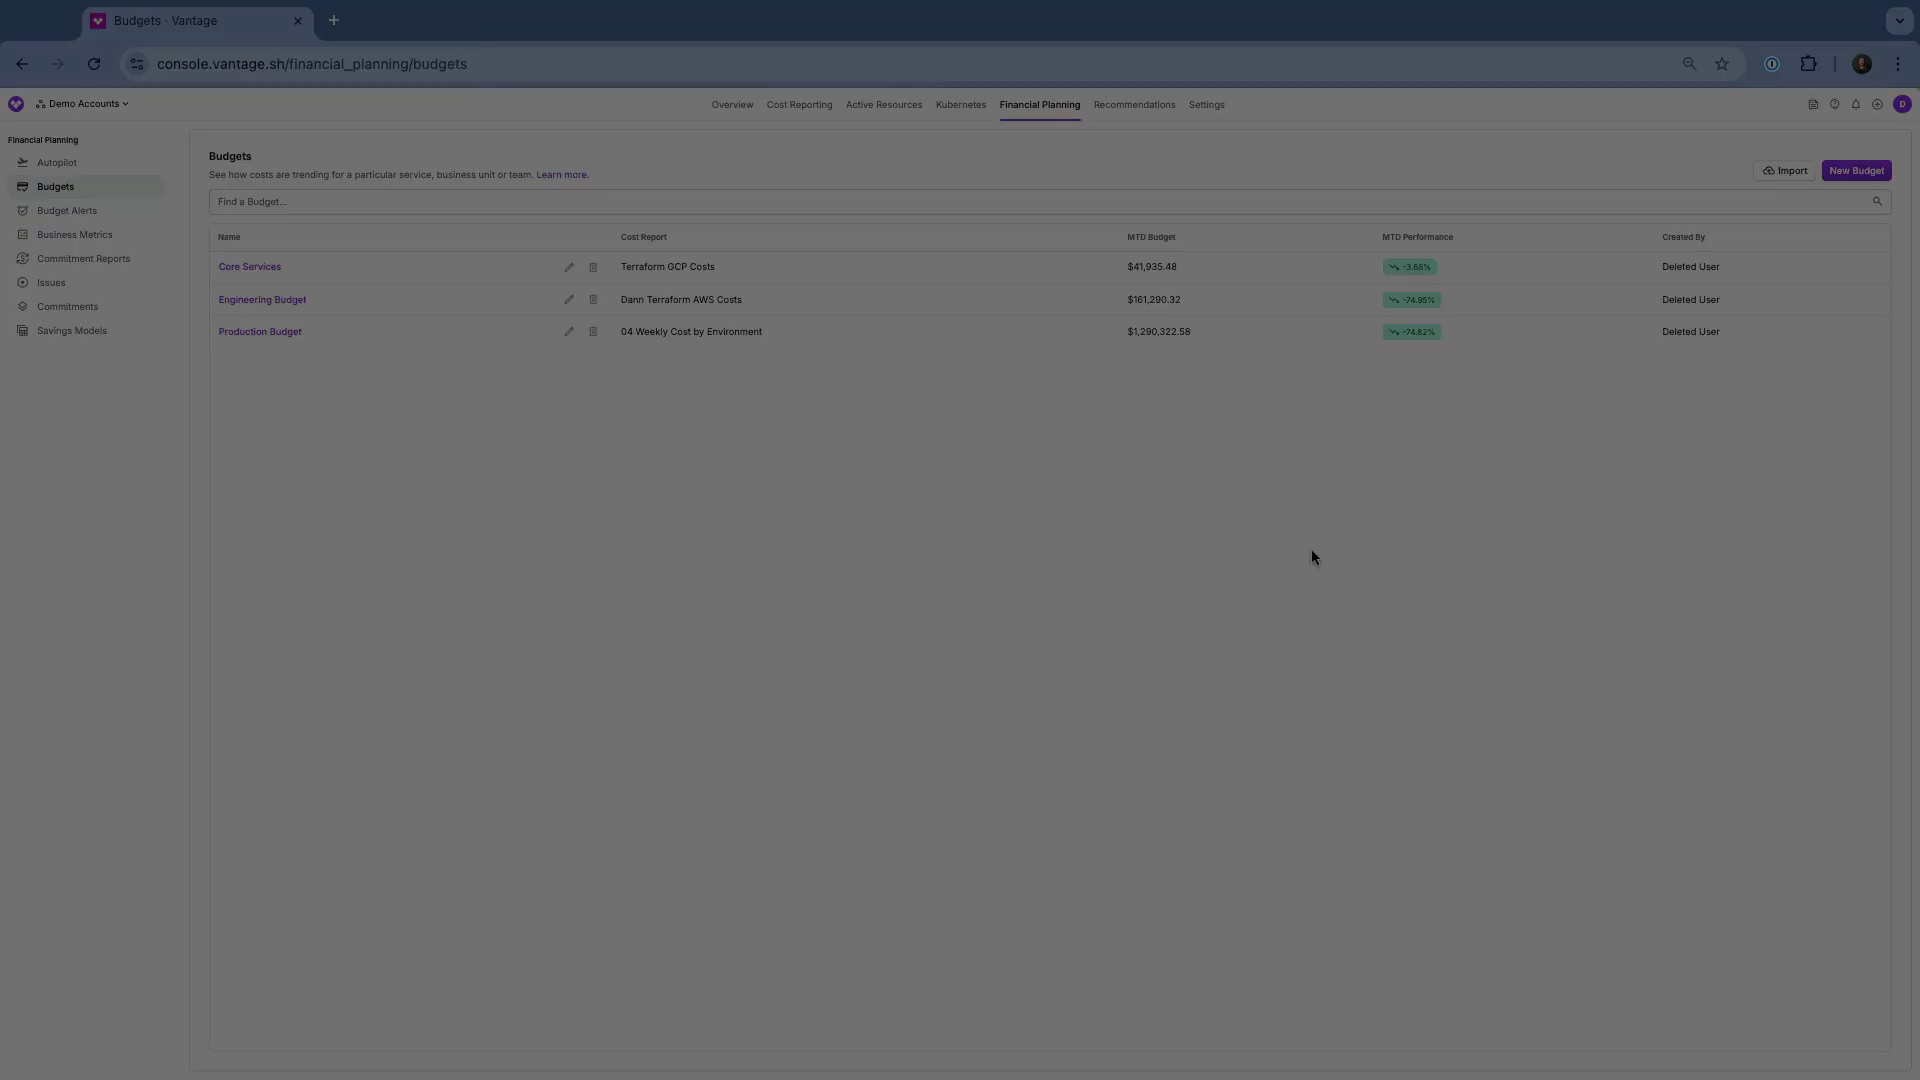 Budgets · Vantage
console.vantage.sh/financial_planning/budgets
Demo Accounts
Overview Cost Reporting Active Resources Kubernetes Financial Planning Recommendations Settings
D
Financial Planning
Autopilot
Budgets
Budget Alerts
Business Metrics
Commitment Reports
Issues
Commitments
Savings Models
Budgets
See how costs are trending for a particular service, business unit or team. Learn more.
Import New Budget
Find a Budget...
Name Cost Report MTD Budget MTD Performance Created By
Core Services Terraform GCP Costs $41,935.48 -3.66% Deleted User
Engineering Budget Dann Terraform AWS Costs $161,290.32 -74.95% Deleted User
Production Budget 04 Weekly Cost by Environment $1,290,322.58 -74.82% Deleted User